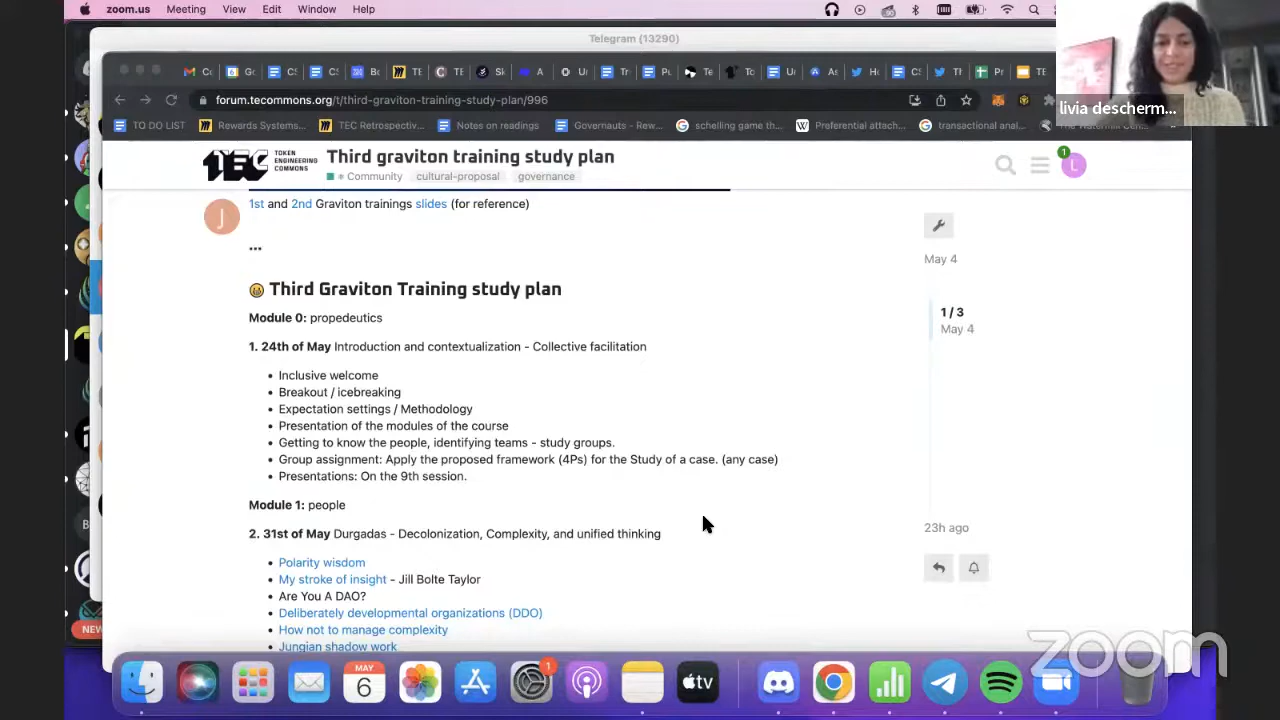 zoom.us Meeting View Edit Window Help
Telegram (13290)
livia descherm...
forum.tecommons.org/t/third-graviton-training-study-plan/996
TO DO LIST Rewards Systems... TEC Retrospectiv... Notes on readings Governauts - Rew... schelling game th... Preferential attach... transactional anal...
TEC TOKEN ENGINEERING COMMONS
Third graviton training study plan
Community cultural-proposal governance
1
L
J
1st and 2nd Graviton trainings slides (for reference)
...
May 4
Third Graviton Training study plan
1 / 3
May 4
Module 0: propedeutics
1. 24th of May Introduction and contextualization - Collective facilitation
• Inclusive welcome
• Breakout / icebreaking
• Expectation settings / Methodology
• Presentation of the modules of the course
• Getting to know the people, identifying teams - study groups.
• Group assignment: Apply the proposed framework (4Ps) for the Study of a case. (any case)
• Presentations: On the 9th session.
Module 1: people
23h ago
2. 31st of May Durgadas - Decolonization, Complexity, and unified thinking
• Polarity wisdom
• My stroke of insight - Jill Bolte Taylor
• Are You A DAO?
• Deliberately developmental organizations (DDO)
• How not to manage complexity
• Jungian shadow work
NEW
MAY
6
1
tv
zoom